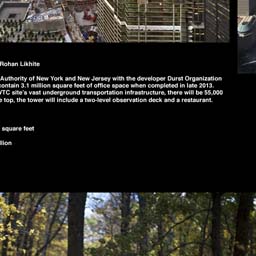 Rohan Likhite
Authority of New York and New Jersey with the developer Durst Organization
contain 3.1 million square feet of office space when completed in late 2013.
site's vast underground transportation infrastructure, there will be 55,000
top, the tower will include a two-level observation deck and a restaurant.
square feet